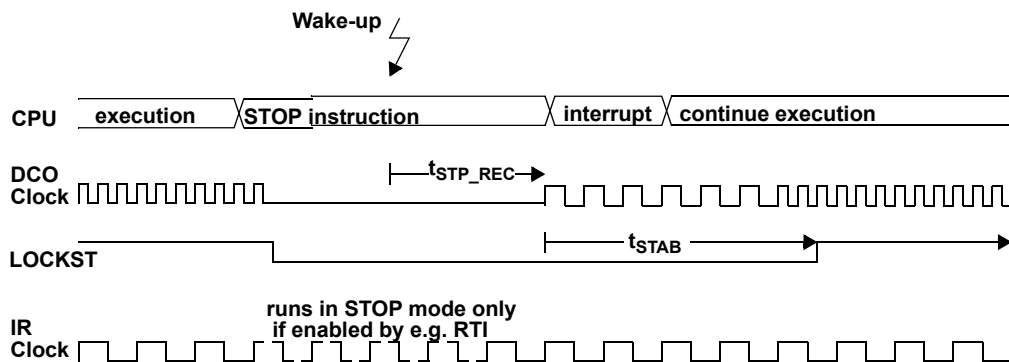 Wake-up
CPU
execution
STOP instruction
interrupt
continue execution
DCO
Clock
tSTP_REC
LOCKST
tSTAB
runs in STOP mode only
if enabled by e.g. RTI
IR
Clock